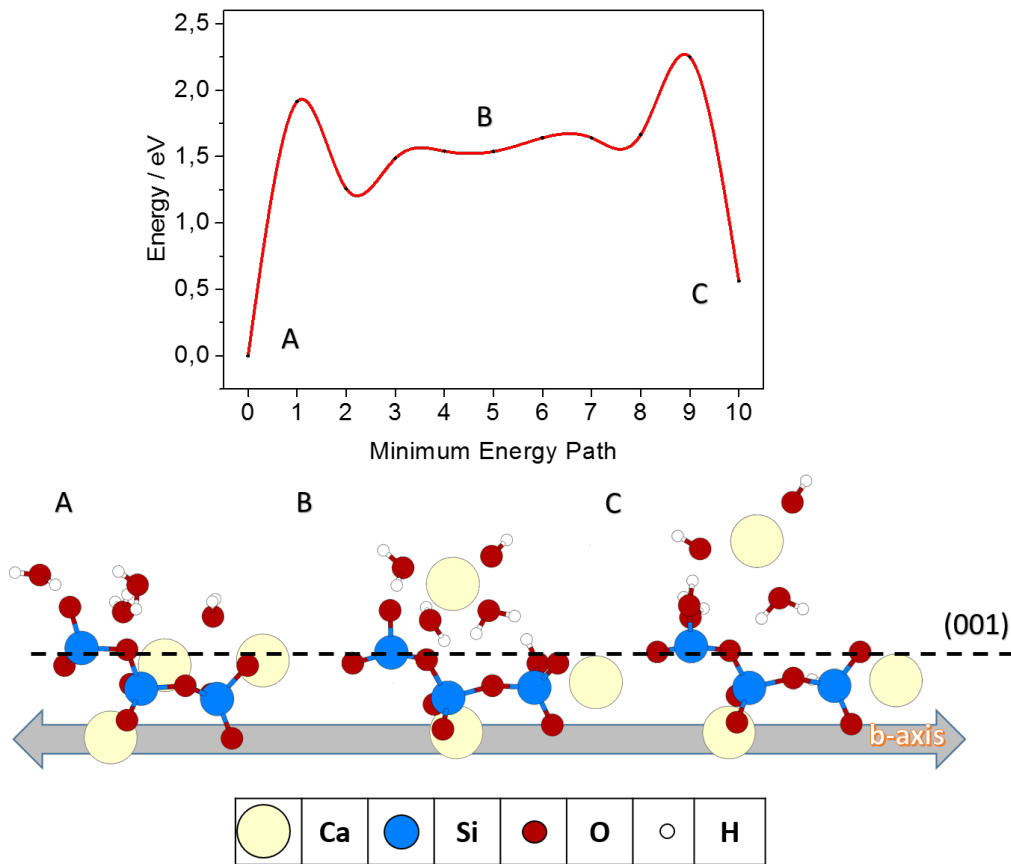 2,5
2,0
1,5
1,0
0,5
0,0
Energy / eV
A
B
C
0 1 2 3 4 5 6 7 8 9 10
Minimum Energy Path
A B C
(001)
b-axis
Ca Si O H